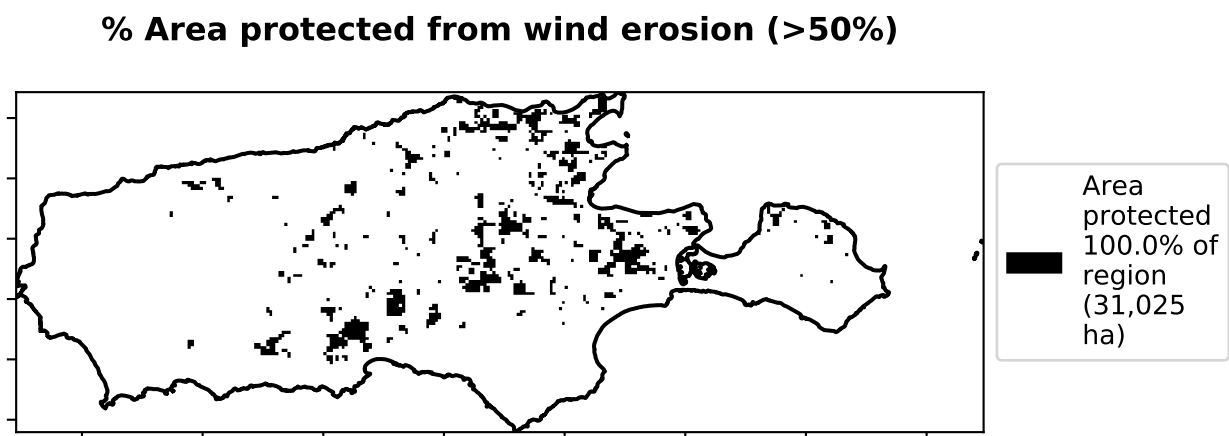 % Area protected from wind erosion (>50%)
Area
protected
100.0% of
region
(31,025
ha)